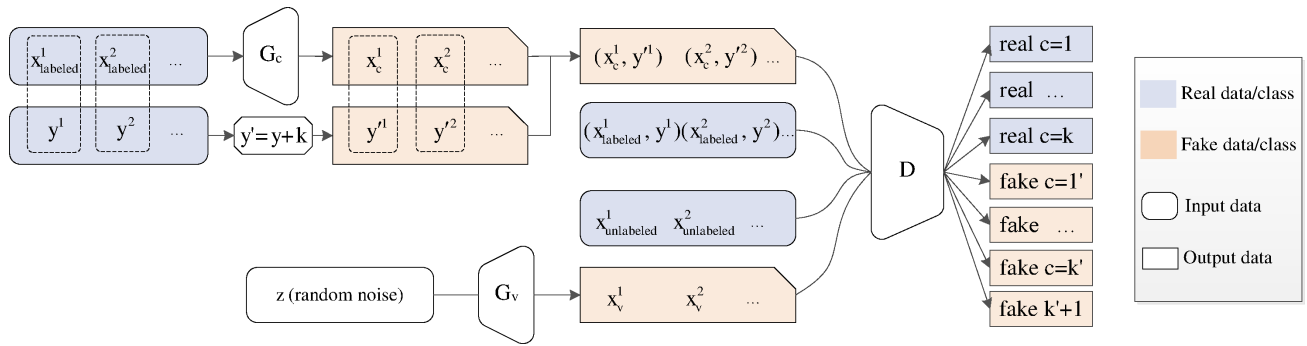 x¹labeled x²labeled ...
y¹ y² ...
Gc
y'=y+k
x¹c x²c ...
y'¹ y'² ...
(x¹c, y'¹) (x²c, y'²) ...
(x¹labeled, y¹)(x²labeled, y²)...
x¹unlabeled x²unlabeled ...
z (random noise)
Gv
x¹v x²v ...
D
real c=1
real ...
real c=k
fake c=1'
fake ...
fake c=k'
fake k'+1
Real data/class
Fake data/class
Input data
Output data